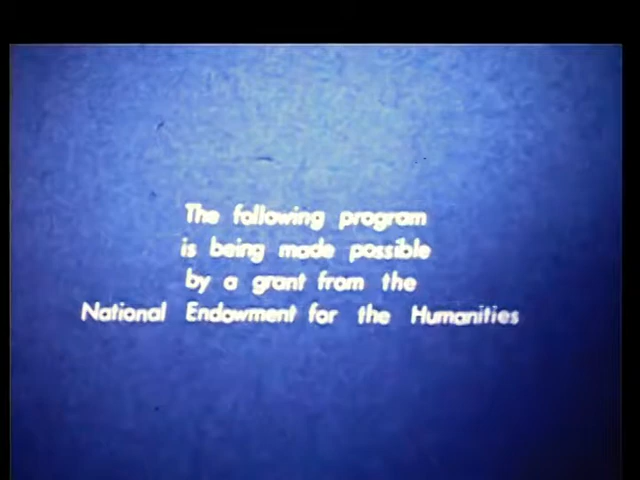 The following program
is being made possible
by a grant from the
National Endowment for the Humanities